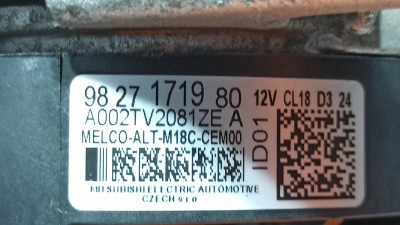 98 27 1719 80 12V CL18 D3 24
A002TV2081ZE A
MELCO-ALT-M18C-CEM00
ID01
MITSUBISHI ELECTRIC AUTOMOTIVE
CZECH s r o